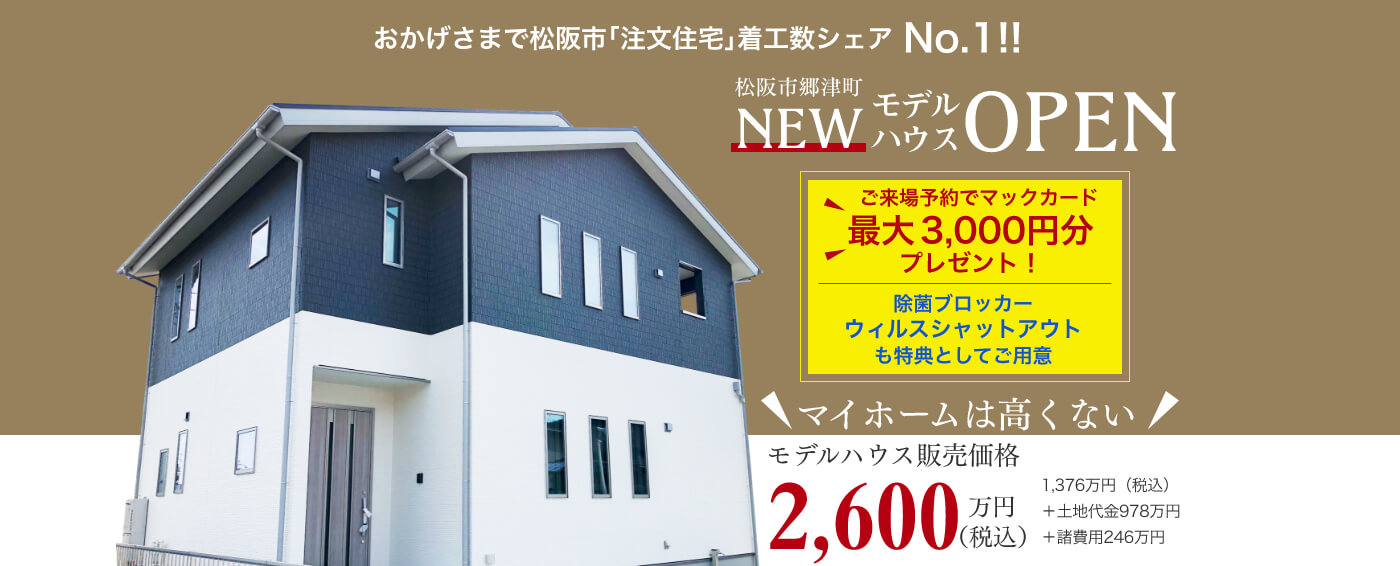 おかげさまで松阪市「注文住宅」着工数シェア No.1!!
松阪市郷津町
NEW モデルハウス OPEN
ご来場予約でマックカード
最大3,000円分
プレゼント！
除菌ブロッカー
ウィルスシャットアウト
も特典としてご用意
マイホームは高くない
モデルハウス販売価格
2,600万円（税込）
1,376万円（税込）
＋土地代金978万円
＋諸費用246万円